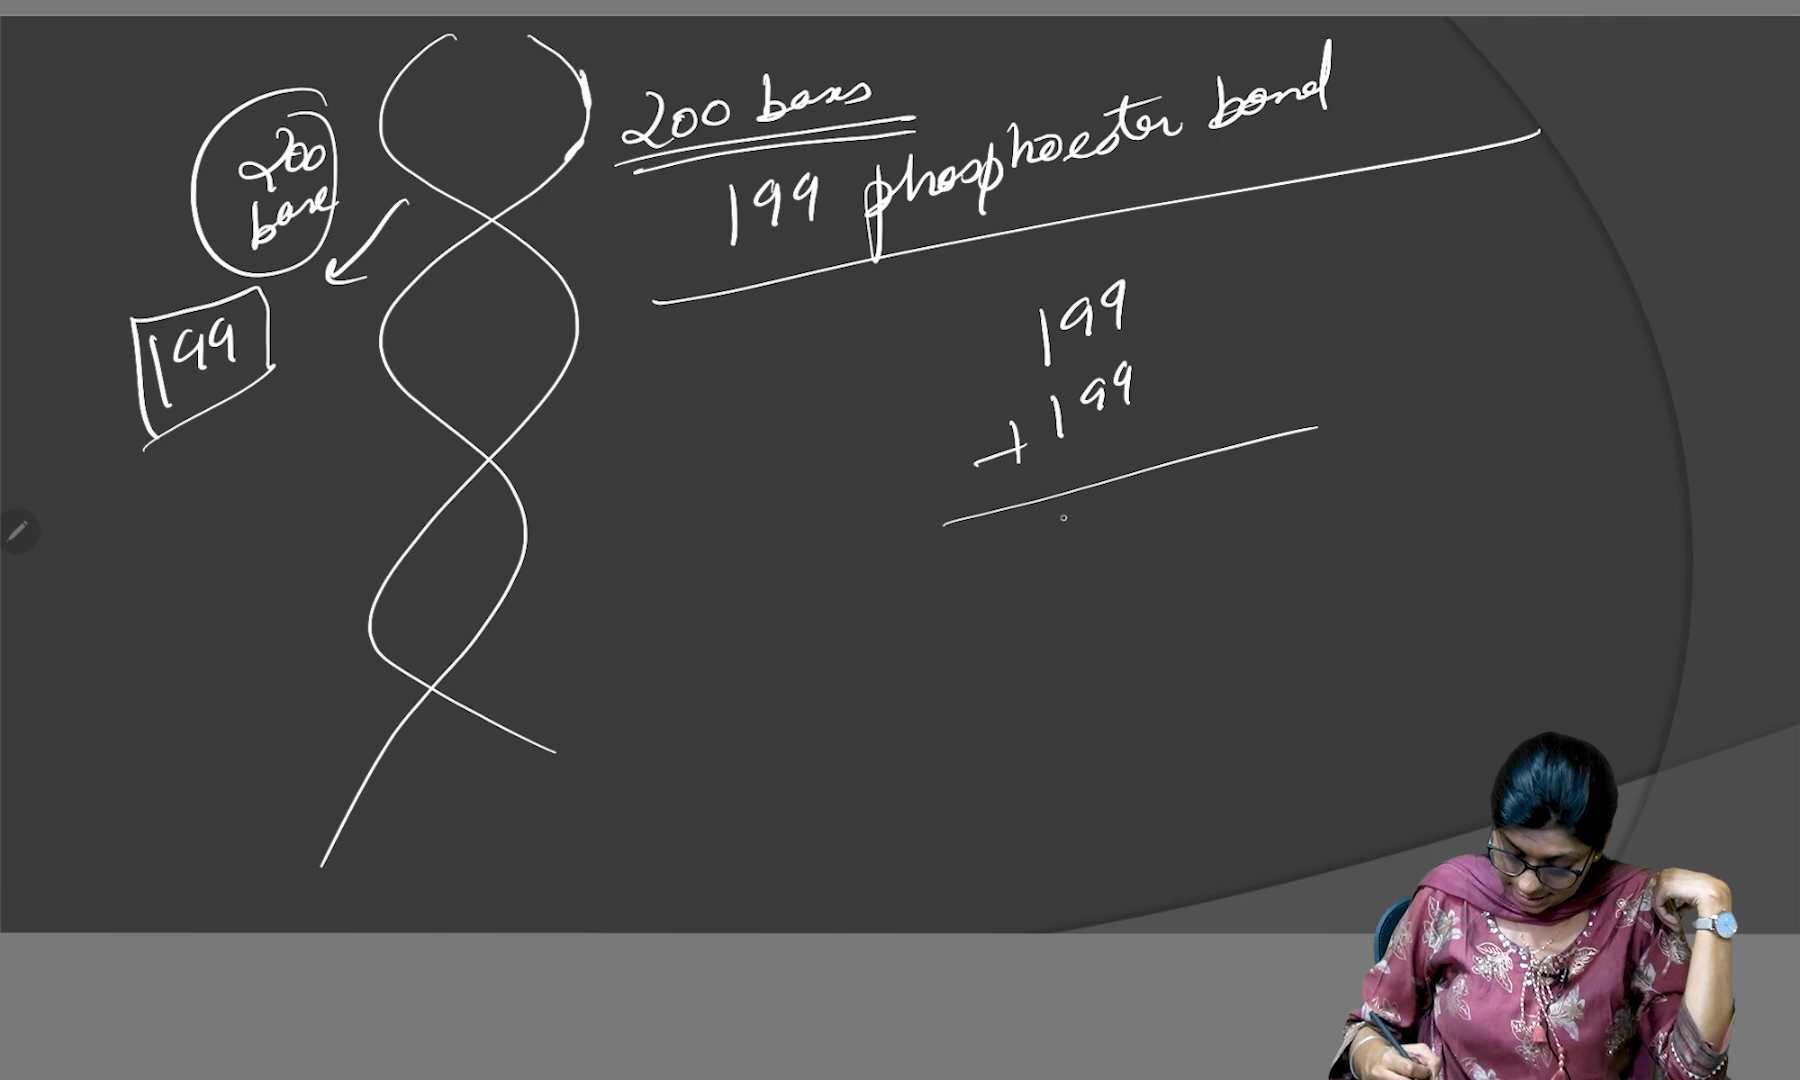 200 bases
199 phosphoester bond
200
base
199
199
+ 199